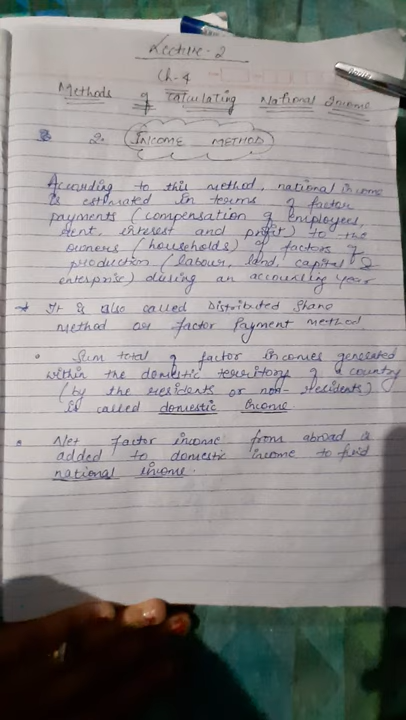 Lecture-2
Ch-4
Methods of Calculating National Income
2. INCOME METHOD
According to this method, national income
is estimated in terms of factor
payments (compensation of employees,
rent, interest and profit) to the
owners (households) of factors of
production (labour, land, capital &
enterprise) during an accounting year
* It is also called Distributed Share
method or Factor Payment method
• Sum total of factor incomes generated
within the domestic territory of a country
(by the residents or non-residents)
is called domestic Income
• Net Factor income from abroad is
added to domestic income to find
national income.